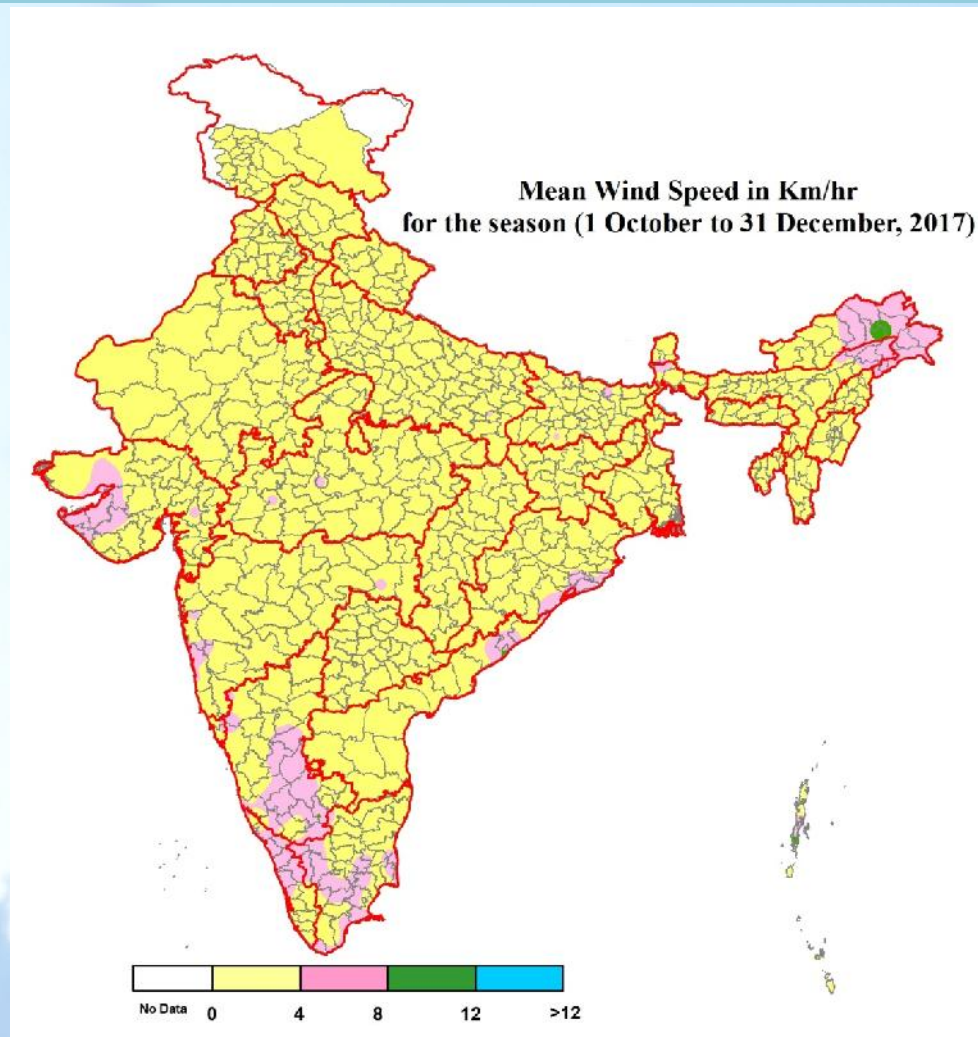 Mean Wind Speed in Km/hr
for the season (1 October to 31 December, 2017)
No Data 0 4 8 12 >12